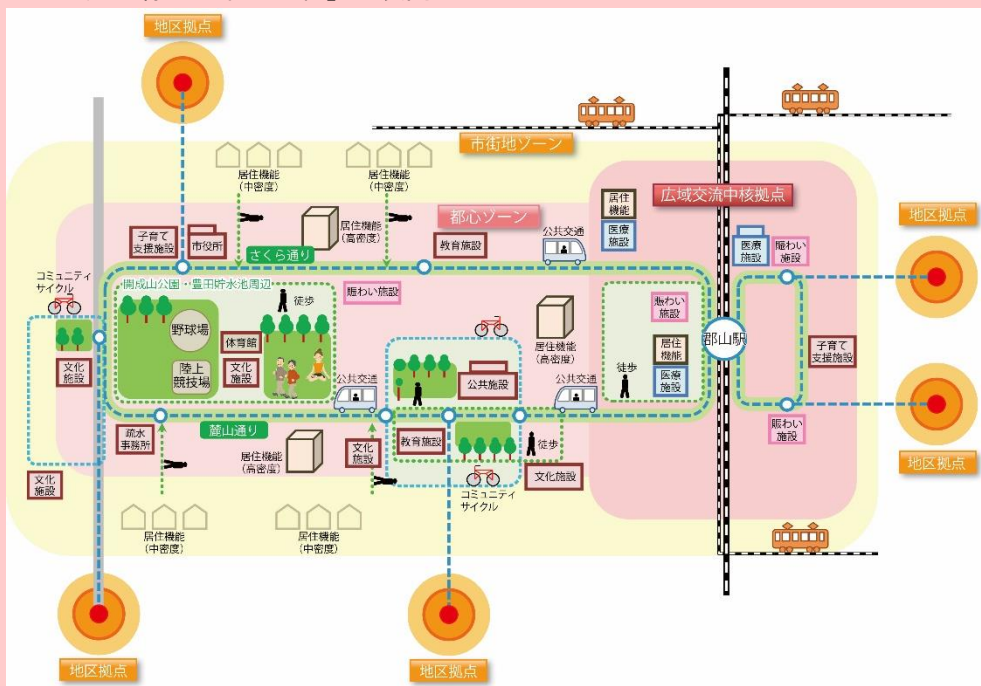 地区拠点
市街地ゾーン
居住機能
(中密度)
居住機能
(中密度)
広域交流中核拠点
居住
機能
医療
施設
地区拠点
子育て
支援施設
市役所
居住機能
(高密度)
都心ゾーン
教育施設
公共交通
医療
施設
賑わい
施設
さくら通り
コミュニティ
サイクル
開成山公園・豊田貯水池周辺
徒歩
賑わい施設
野球場
体育館
陸上
競技場
文化
施設
文化
施設
居住機能
(高密度)
賑わい
施設
郡山駅
居住
機能
医療
施設
子育て
支援施設
徒歩
公共交通
公共施設
公共交通
麓山通り
疏水
事務所
居住機能
(高密度)
文化
施設
教育施設
徒歩
文化施設
賑わい
施設
地区拠点
文化
施設
コミュニティ
サイクル
居住機能
(中密度)
居住機能
(中密度)
地区拠点
地区拠点